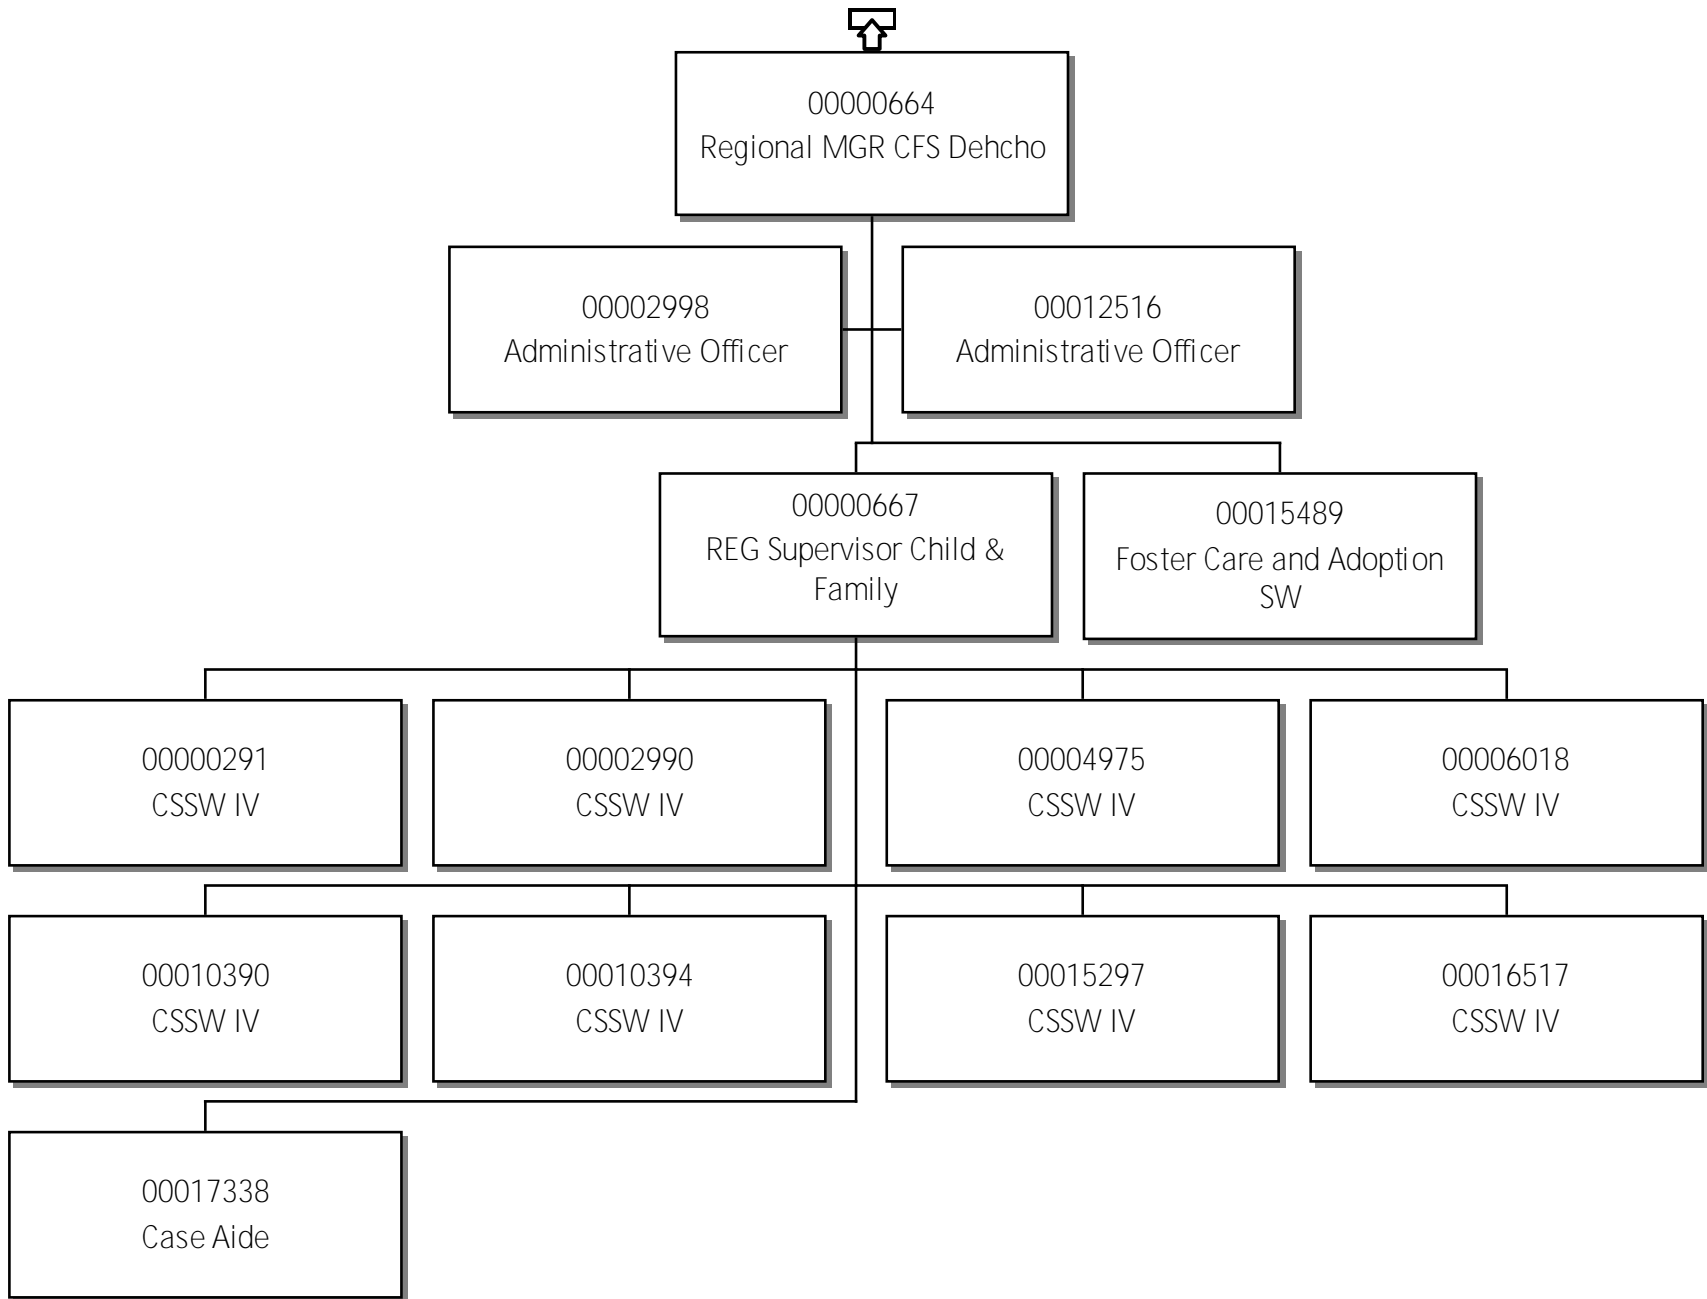 00000664
Regional MGR CFS Dehcho
00002998
Administrative Officer
00012516
Administrative Officer
00000667
REG Supervisor Child &
Family
00015489
Foster Care and Adoption
SW
00000291
CSSW IV
00002990
CSSW IV
00004975
CSSW IV
00006018
CSSW IV
00010390
CSSW IV
00010394
CSSW IV
00015297
CSSW IV
00016517
CSSW IV
00017338
Case Aide